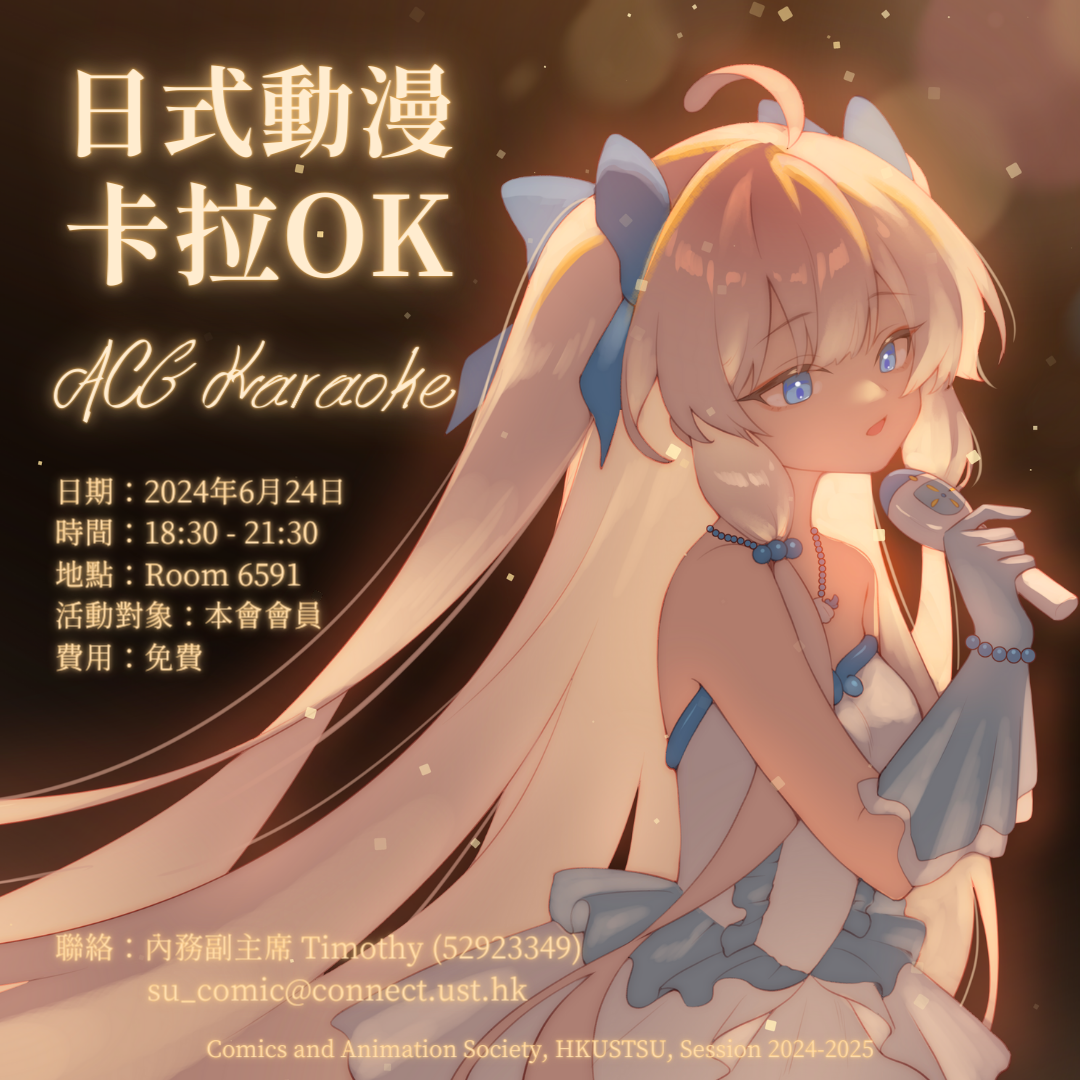 日式動漫
卡拉OK
ACG Karaoke
日期：2024年6月24日
時間：18:30 - 21:30
地點：Room 6591
活動對象：本會會員
費用：免費
聯絡：內務副主席 Timothy (52923349)
su_comic@connect.ust.hk
Comics and Animation Society, HKUSTSU, Session 2024-2025